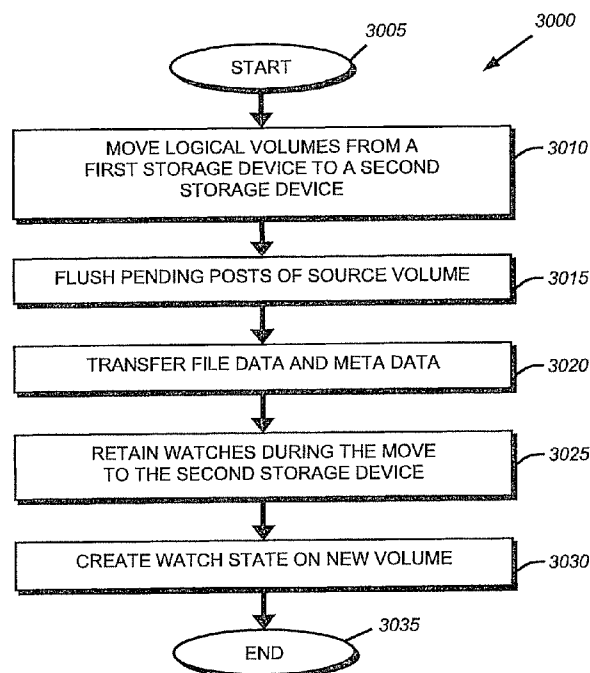 3005
3000
START
MOVE LOGICAL VOLUMES FROM A
FIRST STORAGE DEVICE TO A SECOND
STORAGE DEVICE
3010
FLUSH PENDING POSTS OF SOURCE VOLUME
3015
TRANSFER FILE DATA AND META DATA
3020
RETAIN WATCHES DURING THE MOVE
TO THE SECOND STORAGE DEVICE
3025
CREATE WATCH STATE ON NEW VOLUME
3030
3035
END